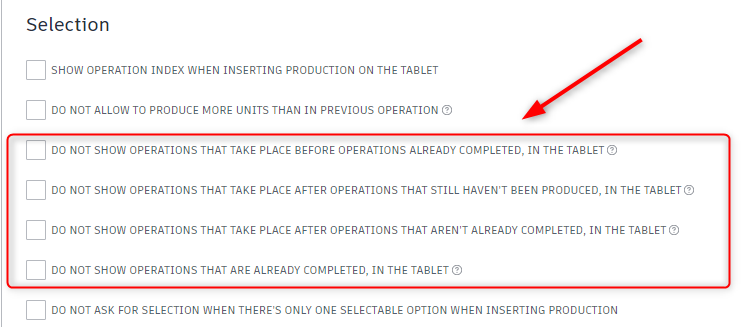 Selection
SHOW OPERATION INDEX WHEN INSERTING PRODUCTION ON THE TABLET
DO NOT ALLOW TO PRODUCE MORE UNITS THAN IN PREVIOUS OPERATION ?
DO NOT SHOW OPERATIONS THAT TAKE PLACE BEFORE OPERATIONS ALREADY COMPLETED, IN THE TABLET ?
DO NOT SHOW OPERATIONS THAT TAKE PLACE AFTER OPERATIONS THAT STILL HAVEN'T BEEN PRODUCED, IN THE TABLET ?
DO NOT SHOW OPERATIONS THAT TAKE PLACE AFTER OPERATIONS THAT AREN'T ALREADY COMPLETED, IN THE TABLET ?
DO NOT SHOW OPERATIONS THAT ARE ALREADY COMPLETED, IN THE TABLET ?
DO NOT ASK FOR SELECTION WHEN THERE'S ONLY ONE SELECTABLE OPTION WHEN INSERTING PRODUCTION